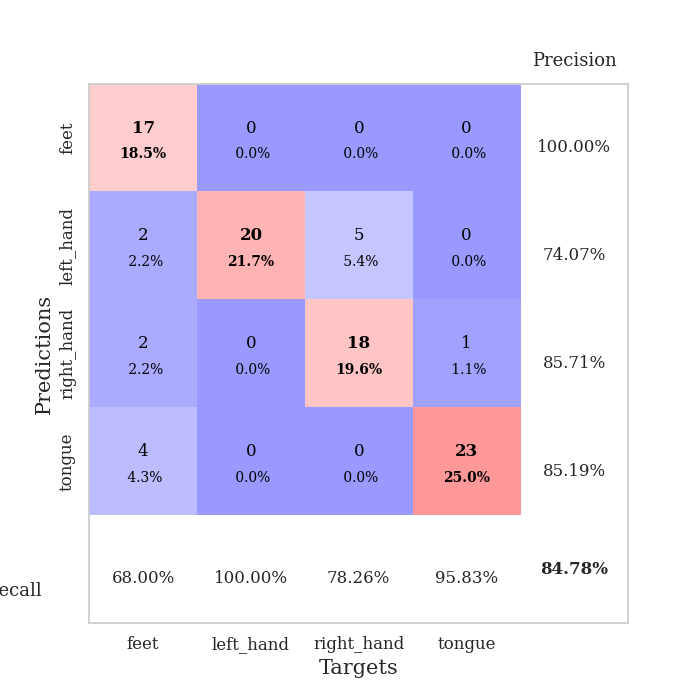 Precision
feet 17 0 0 0 100.00%
18.5% 0.0% 0.0% 0.0%
left_hand 2 20 5 0 74.07%
2.2% 21.7% 5.4% 0.0%
right_hand 2 0 18 1 85.71%
2.2% 0.0% 19.6% 1.1%
tongue 4 0 0 23 85.19%
4.3% 0.0% 0.0% 25.0%
Predictions
ecall 68.00% 100.00% 78.26% 95.83% 84.78%
feet left_hand right_hand tongue
Targets